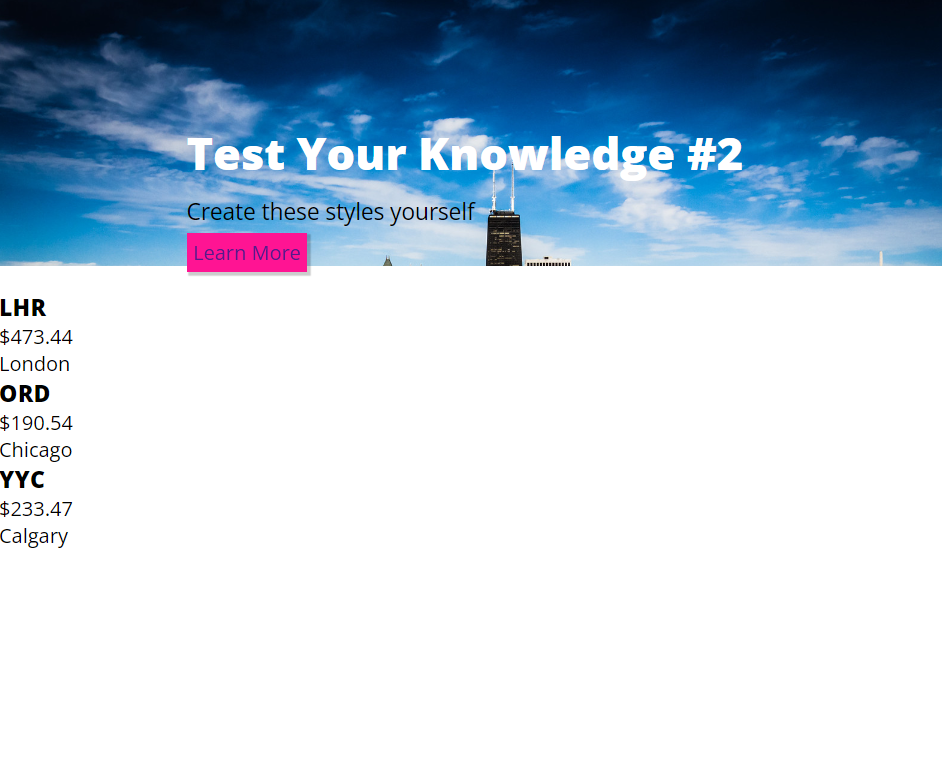 Test Your Knowledge #2
Create these styles yourself
Learn More
LHR
$473.44
London
ORD
$190.54
Chicago
YYC
$233.47
Calgary